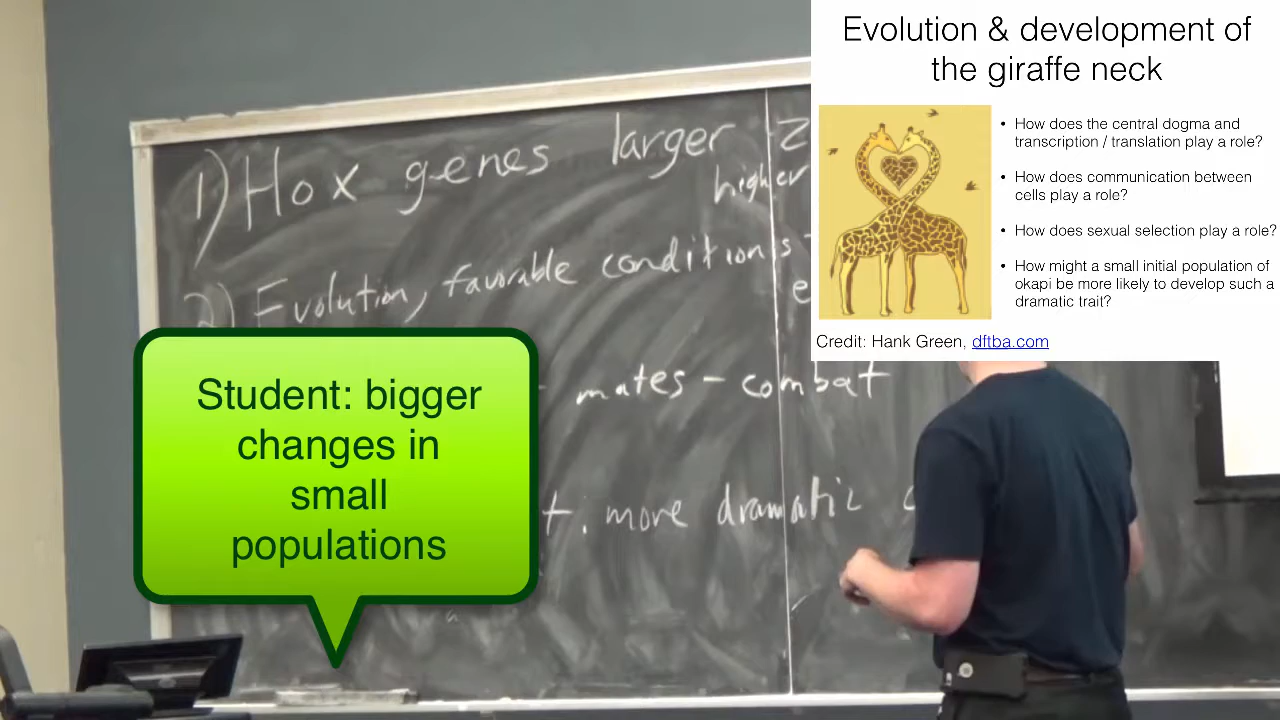 Evolution & development of
the giraffe neck
• How does the central dogma and
transcription / translation play a role?
• How does communication between
cells play a role?
• How does sexual selection play a role?
• How might a small initial population of
okapi be more likely to develop such a
dramatic trait?
Credit: Hank Green, dftba.com
1) Hox genes larger
higher
2) Evolution, favorable conditions
mates - combat
more dramatic
Student: bigger
changes in
small
populations